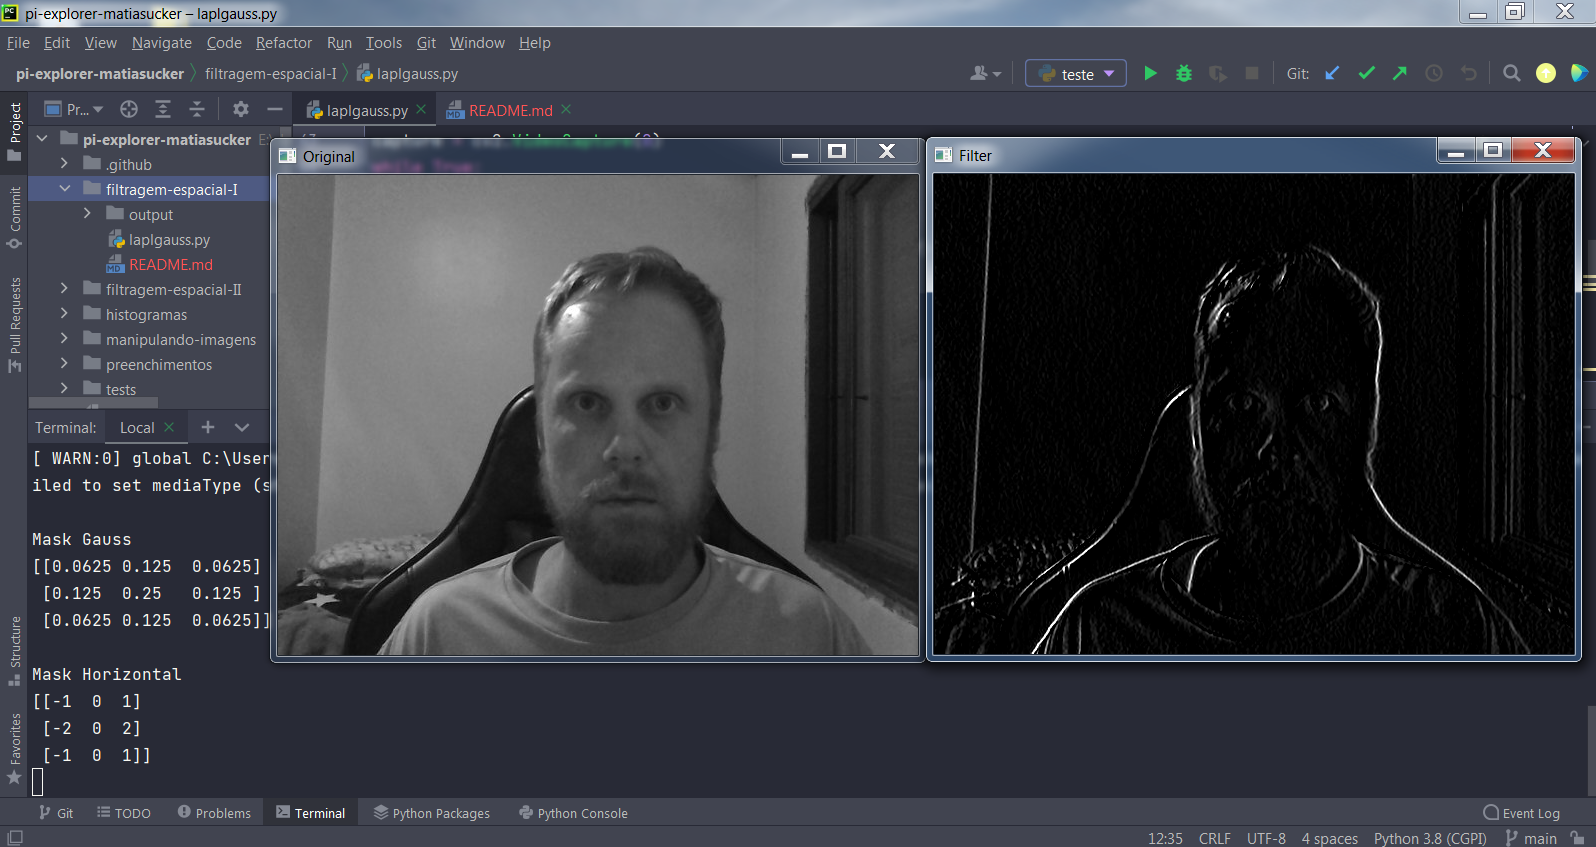 pi-explorer-matiasucker – laplgauss.py
File Edit View Navigate Code Refactor Run Tools Git Window Help
pi-explorer-matiasucker filtragem-espacial-I laplgauss.py teste Git:
Project
Pr...
laplgauss.py README.md
pi-explorer-matiasucker
.github
filtragem-espacial-I
output
laplgauss.py
README.md
filtragem-espacial-II
histogramas
manipulando-imagens
preenchimentos
tests
Commit
Pull Requests
Structure
Favorites
while True:
Original
Filter
Terminal: Local
[ WARN:0] global C:\User
iled to set mediaType (s
Mask Gauss
[[0.0625 0.125  0.0625]
 [0.125  0.25   0.125 ]
 [0.0625 0.125  0.0625]]
Mask Horizontal
[[-1  0  1]
 [-2  0  2]
 [-1  0  1]]
Git TODO Problems Terminal Python Packages Python Console Event Log
12:35 CRLF UTF-8 4 spaces Python 3.8 (CGPI) main